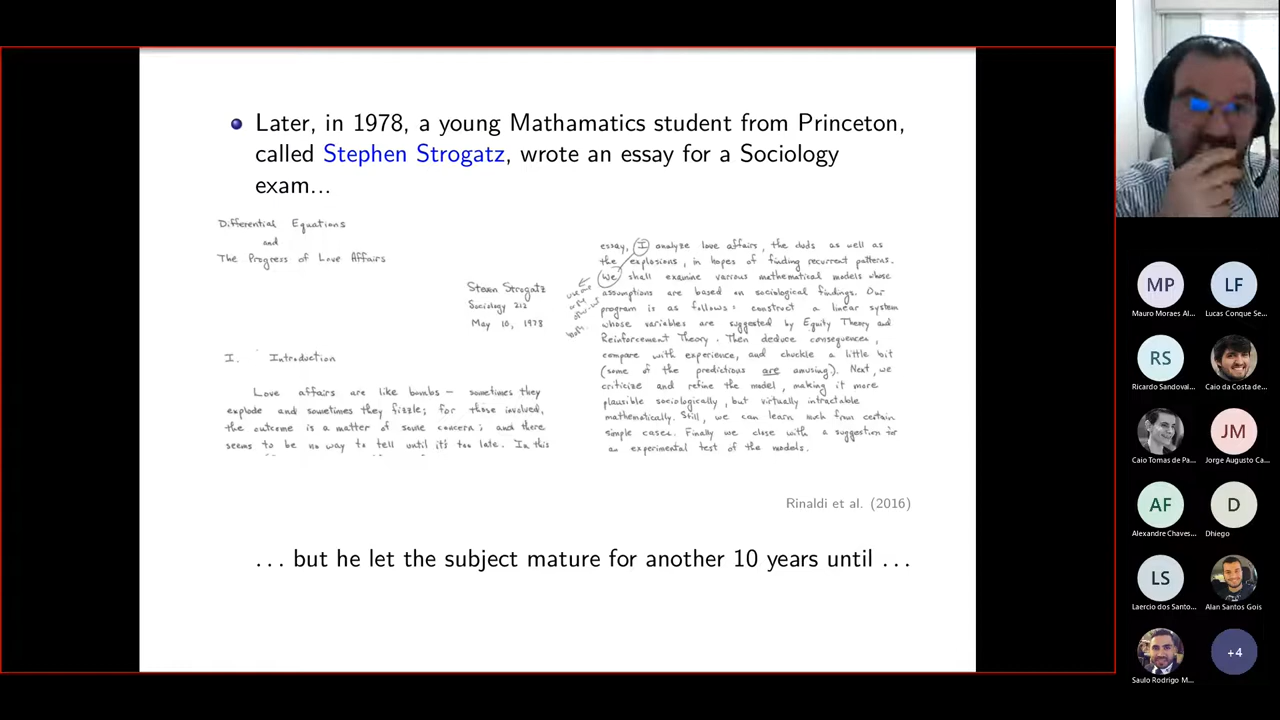 Later, in 1978, a young Mathamatics student from Princeton,
called Stephen Strogatz, wrote an essay for a Sociology
exam...
Differential Equations
and
The Progress of Love Affairs
Steven Strogatz
Sociology 212
May 10, 1978
I. Introduction
Love affairs are like bombs — sometimes they
explode and sometimes they fizzle; for those involved,
the outcome is a matter of some concern; and there
seems to be no way to tell until it's too late. In this
essay, I analyze love affairs, the duds as well as
the explosions, in hopes of finding recurrent patterns.
We shall examine various mathematical models whose
assumptions are based on sociological findings. Our
program is as follows: construct a linear system
whose variables are suggested by Equity Theory and
Reinforcement Theory. Then deduce consequences,
compare with experience, and chuckle a little bit
(some of the predictions are amusing). Next, we
criticize and refine the model, making it more
plausible sociologically, but virtually intractable
mathematically. Still, we can learn much from certain
simple cases. Finally we close with a suggestion for
an experimental test of the models.
Rinaldi et al. (2016)
... but he let the subject mature for another 10 years until ...
MP
Mauro Moraes Al...
LF
Lucas Conque Se...
RS
Ricardo Sandoval...
Caio da Costa de...
Caio Tomas de Pa...
JM
Jorge Augusto Ca...
AF
Alexandre Chaves...
D
Dhiego
LS
Laercio dos Santo...
Alan Santos Gois
Saulo Rodrigo M...
+4